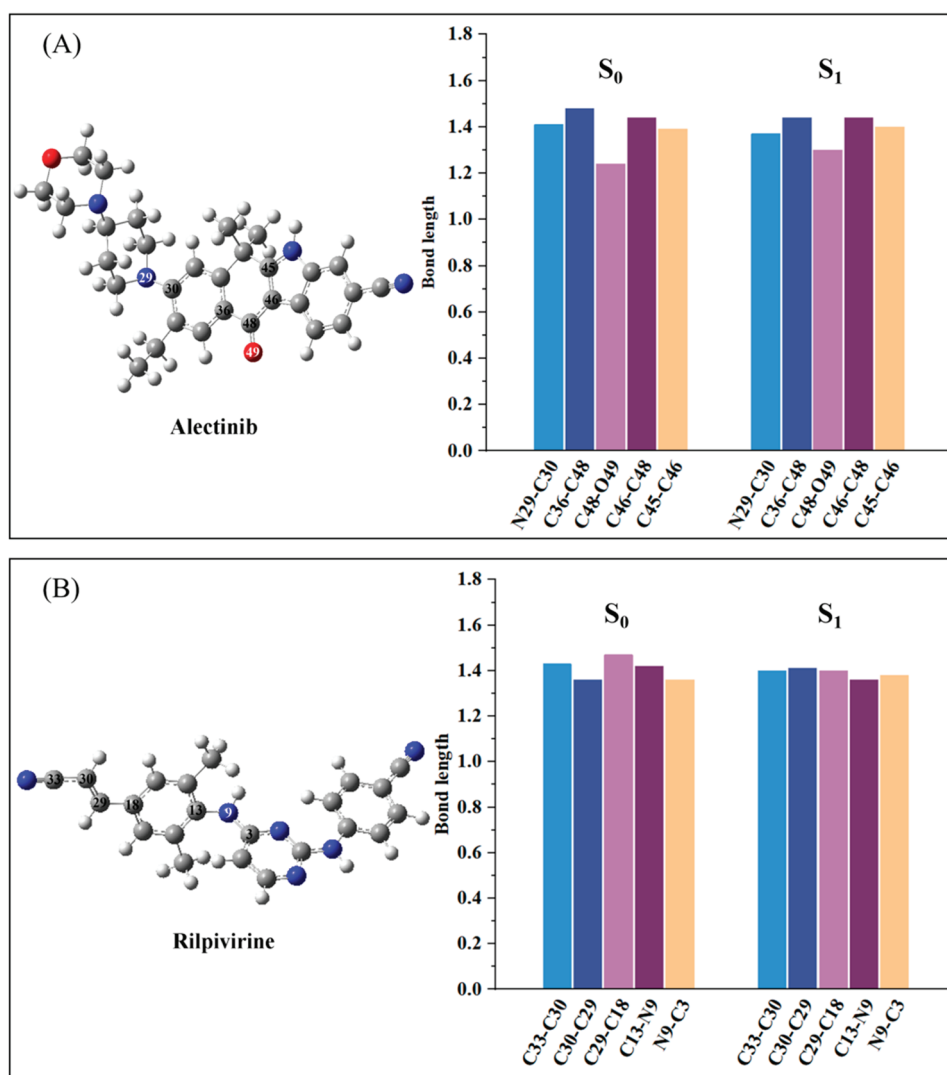 (A)
29
30
36
45
46
48
49
Alectinib
Bond length
1.8
1.6
1.4
1.2
1.0
0.8
0.6
0.4
0.2
0.0
S₀
S₁
N29-C30
C36-C48
C48-O49
C46-C48
C45-C46
N29-C30
C36-C48
C48-O49
C46-C48
C45-C46
(B)
33
30
29
18
13
9
3
Rilpivirine
Bond length
1.8
1.6
1.4
1.2
1.0
0.8
0.6
0.4
0.2
0.0
S₀
S₁
C33-C30
C30-C29
C29-C18
C13-N9
N9-C3
C33-C30
C30-C29
C29-C18
C13-N9
N9-C3